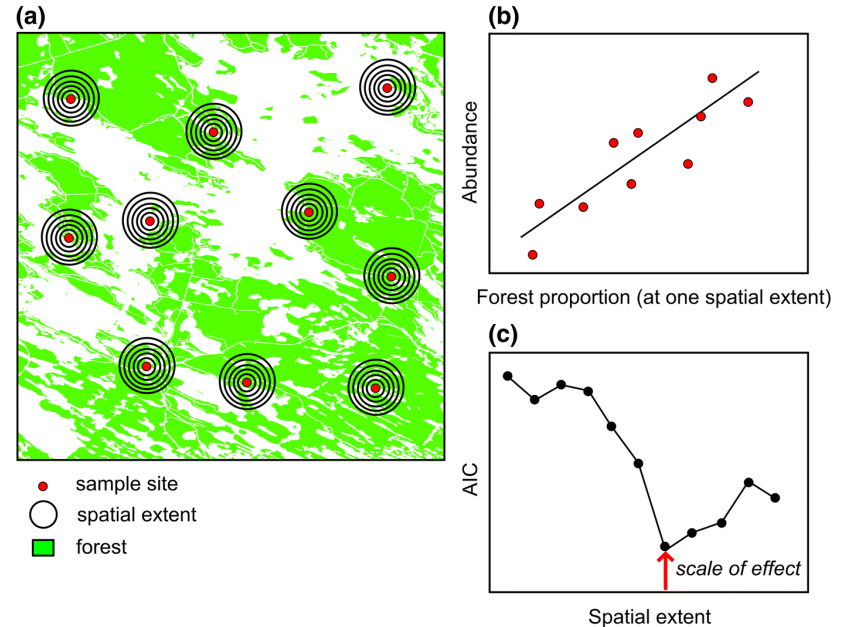 (a)
sample site
spatial extent
forest
(b)
Abundance
Forest proportion (at one spatial extent)
(c)
AIC
scale of effect
Spatial extent